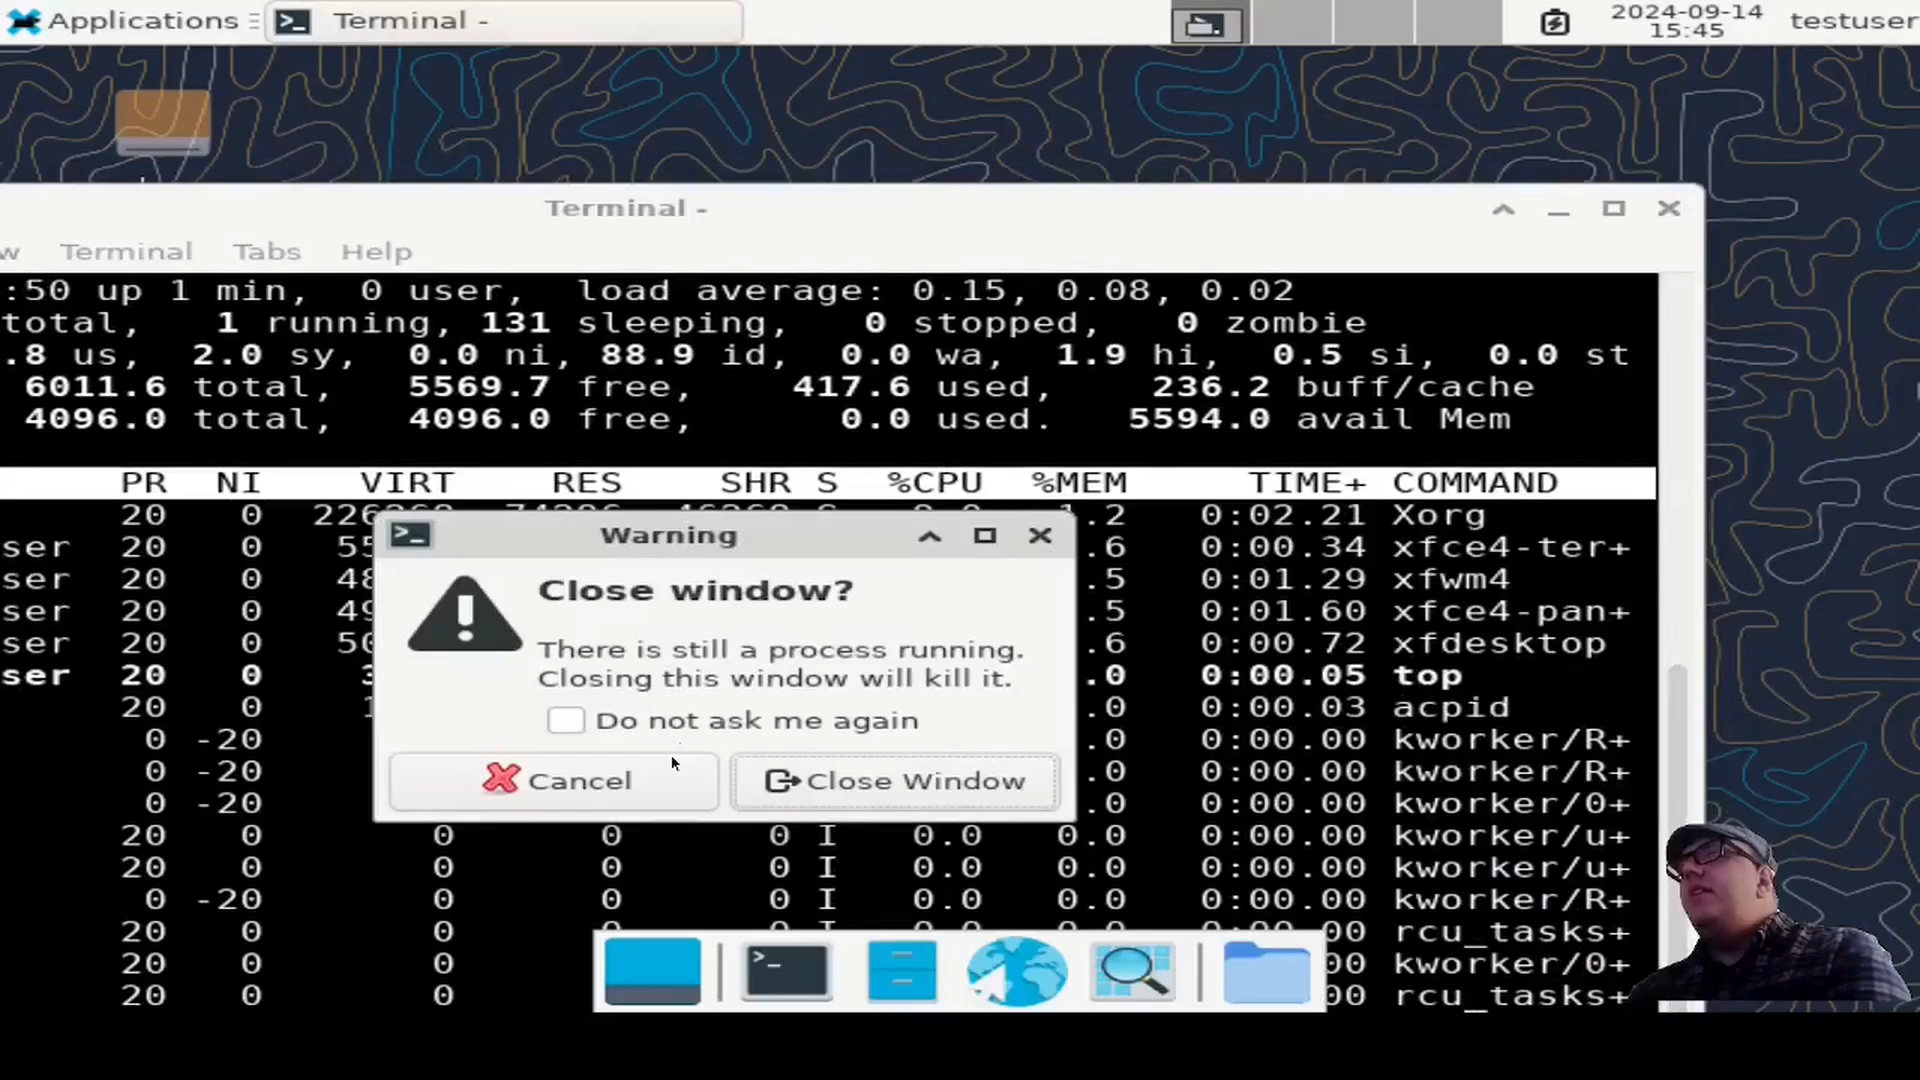 Applications
Terminal -
2024-09-14
15:45
testuser
Terminal -
w Terminal Tabs Help
:50 up 1 min, 0 user, load average: 0.15, 0.08, 0.02
total, 1 running, 131 sleeping, 0 stopped, 0 zombie
.8 us, 2.0 sy, 0.0 ni, 88.9 id, 0.0 wa, 1.9 hi, 0.5 si, 0.0 st
6011.6 total, 5569.7 free, 417.6 used, 236.2 buff/cache
4096.0 total, 4096.0 free, 0.0 used. 5594.0 avail Mem
PR NI VIRT RES SHR S %CPU %MEM TIME+ COMMAND
20 0 .2 0:02.21 Xorg
ser 20 0 55 .6 0:00.34 xfce4-ter+
ser 20 0 48 .5 0:01.29 xfwm4
ser 20 0 49 .5 0:01.60 xfce4-pan+
ser 20 0 50 .6 0:00.72 xfdesktop
ser 20 0 .0 0:00.05 top
20 0 .0 0:00.03 acpid
0 -20 .0 0:00.00 kworker/R+
0 -20 .0 0:00.00 kworker/R+
0 -20 .0 0:00.00 kworker/0+
20 0 0 0 0 I 0.0 0.0 0:00.00 kworker/u+
20 0 0 0 0 I 0.0 0.0 0:00.00 kworker/u+
0 -20 0 0 0 I 0.0 0.0 0:00.00 kworker/R+
20 0 0 00 rcu_tasks+
20 0 0 00 kworker/0+
20 0 0 00 rcu_tasks+
Warning
Close window?
There is still a process running.
Closing this window will kill it.
Do not ask me again
Cancel
Close Window